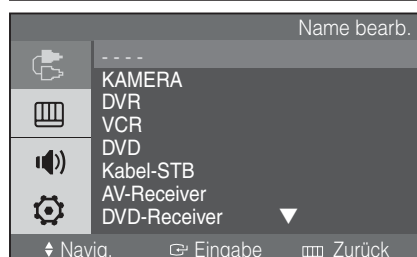 Name bearb.
- - - -
KAMERA
DVR
VCR
DVD
Kabel-STB
AV-Receiver
DVD-Receiver
Navig. Eingabe Zurück